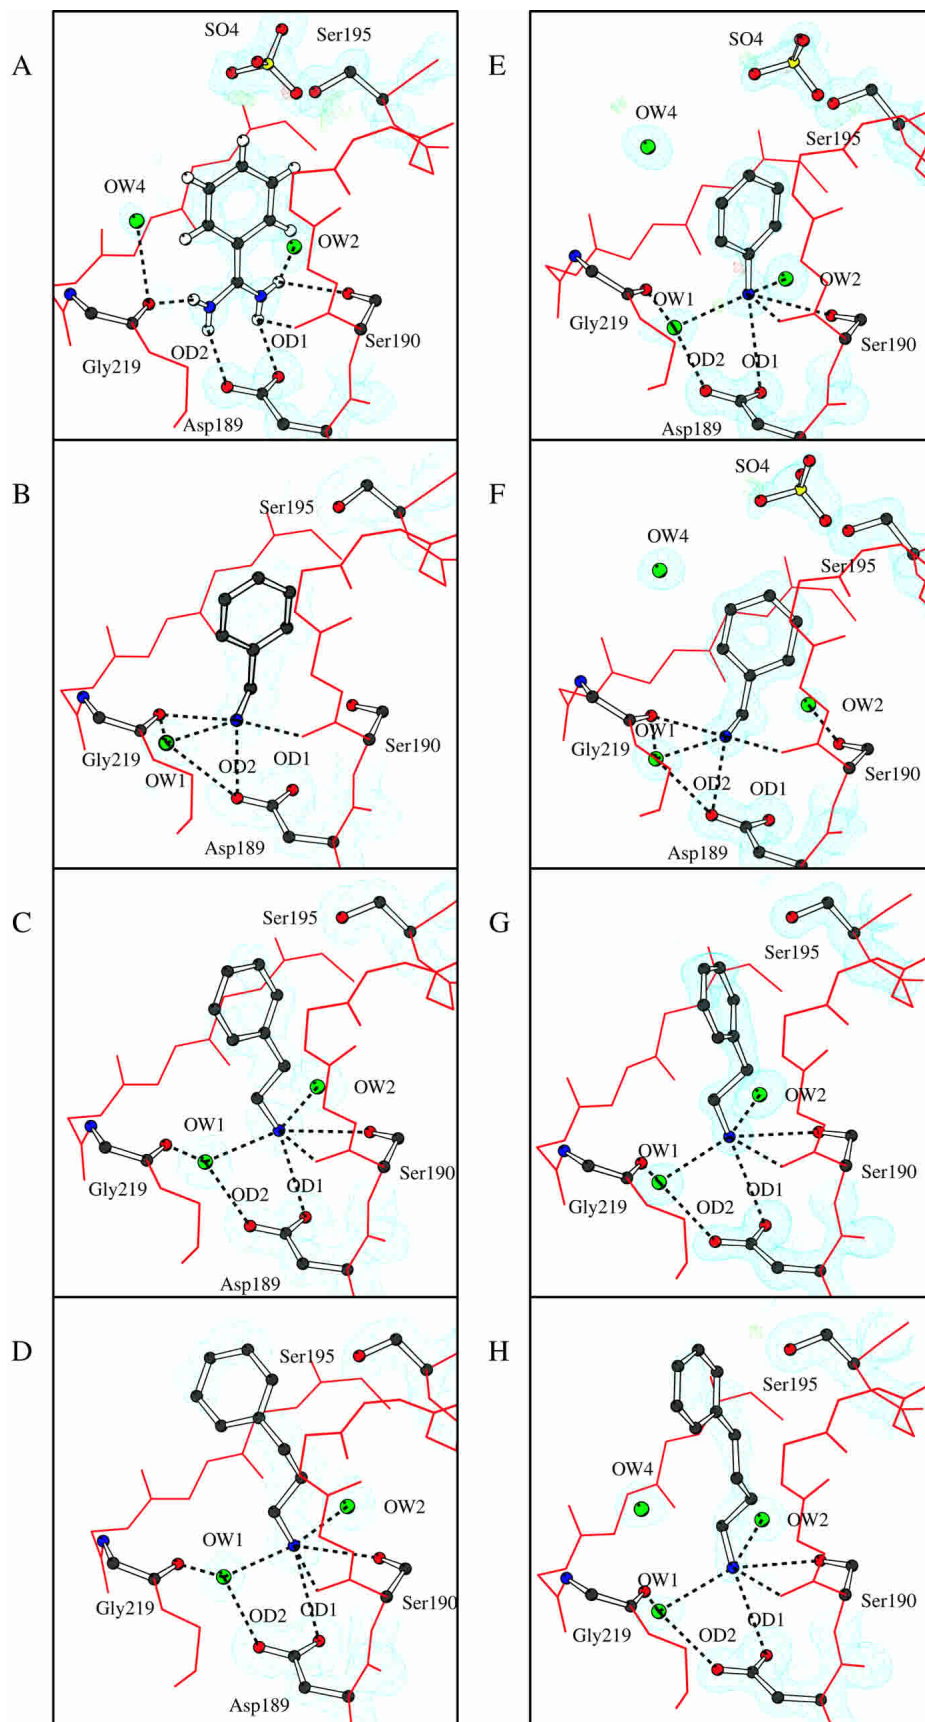 A
SO4
Ser195
OW4
OW2
Gly219
OD2
OD1
Ser190
Asp189
E
SO4
OW4
Ser195
OW1
OW2
Gly219
OD2
OD1
Ser190
Asp189
B
Ser195
Gly219
OW1
OD2
OD1
Ser190
Asp189
F
SO4
OW4
Ser195
OW1
OW2
Gly219
OD2
OD1
Ser190
Asp189
C
Ser195
OW2
OW1
Gly219
OD2
OD1
Ser190
Asp189
G
Ser195
OW2
OW1
Gly219
OD2
OD1
Ser190
D
Ser195
OW2
OW1
Gly219
OD2
OD1
Ser190
Asp189
H
Ser195
OW4
OW2
OW1
Gly219
OD2
OD1
Ser190